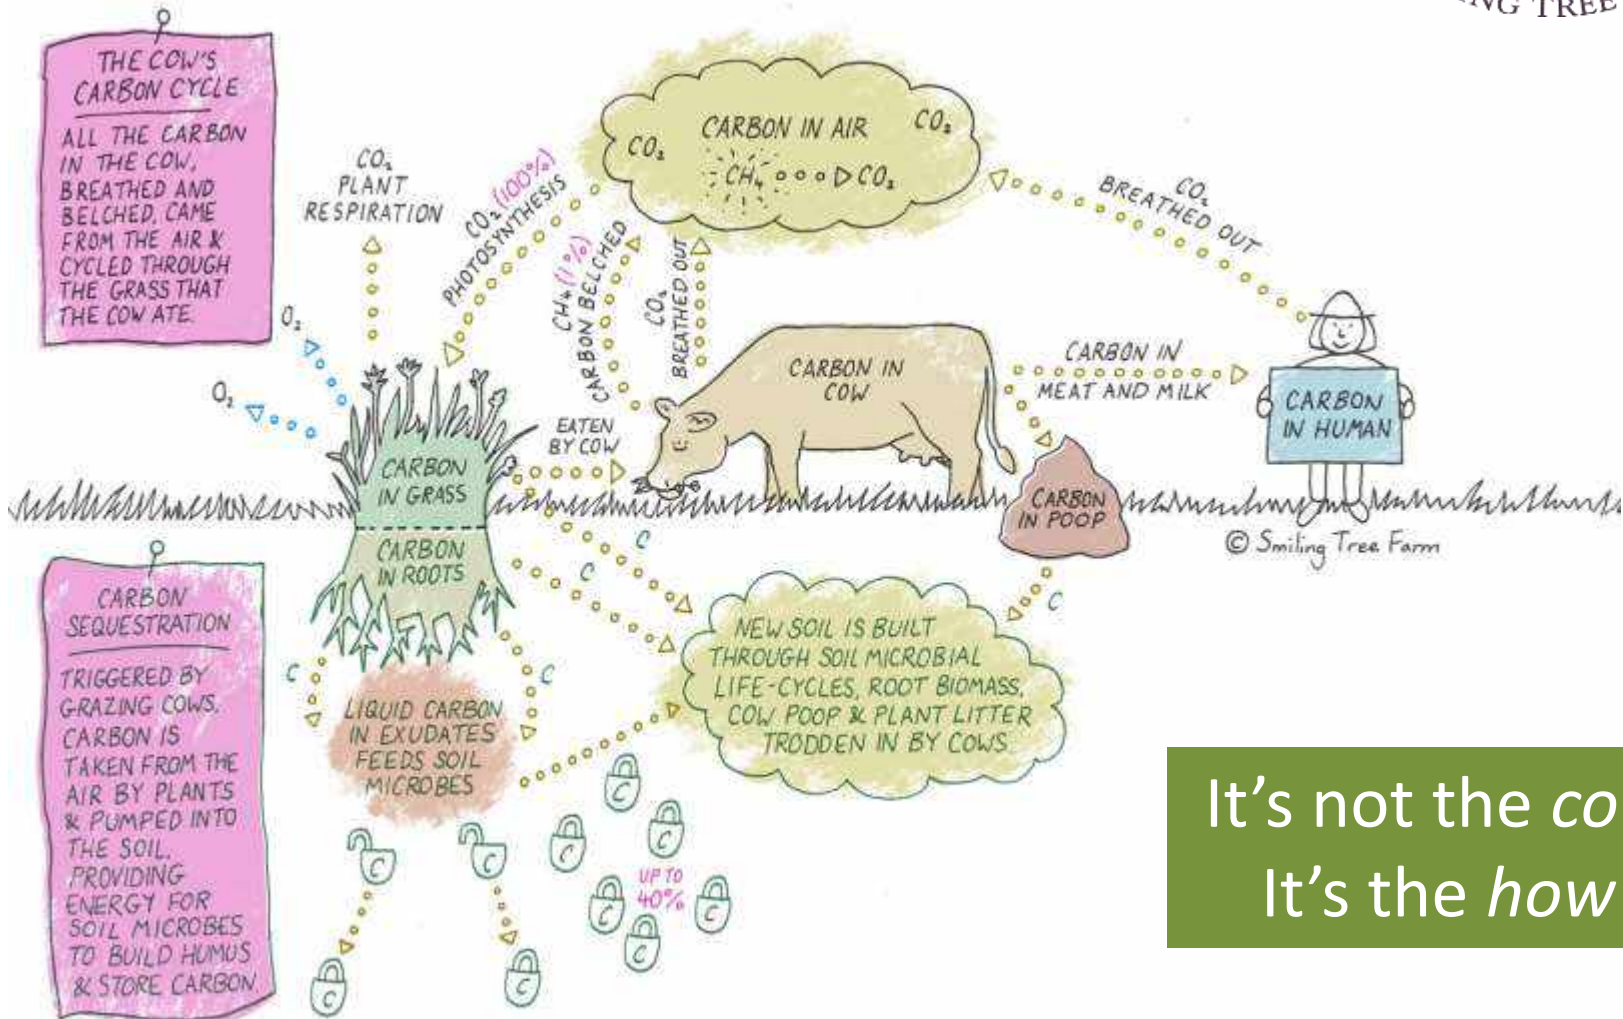 NG TREE
THE COW'S
CARBON CYCLE
ALL THE CARBON
IN THE COW,
BREATHED AND
BELCHED, CAME
FROM THE AIR &
CYCLED THROUGH
THE GRASS THAT
THE COW ATE.
CO₂
PLANT
RESPIRATION
CO₂ (100%)
PHOTOSYNTHESIS
CO₂
CARBON IN AIR
CO₂
CH₄
CO₂
CH₄ (1%)
CARBON BELCHED
CO₂
BREATHED OUT
CO₂
BREATHED OUT
O₂
O₂
CARBON
IN GRASS
EATEN
BY COW
CARBON IN
COW
CARBON IN
MEAT AND MILK
CARBON
IN HUMAN
CARBON
IN POOP
© Smiling Tree Farm
CARBON
IN ROOTS
C
C
C
C
C
CARBON
SEQUESTRATION
TRIGGERED BY
GRAZING COWS,
CARBON IS
TAKEN FROM THE
AIR BY PLANTS
& PUMPED INTO
THE SOIL,
PROVIDING
ENERGY FOR
SOIL MICROBES
TO BUILD HUMUS
& STORE CARBON.
LIQUID CARBON
IN EXUDATES
FEEDS SOIL
MICROBES
NEW SOIL IS BUILT
THROUGH SOIL MICROBIAL
LIFE-CYCLES, ROOT BIOMASS,
COW POOP & PLANT LITTER
TRODDEN IN BY COWS.
C
C
C
C
C
UP TO
40%
C
C
C
C
C
It's not the co
It's the how